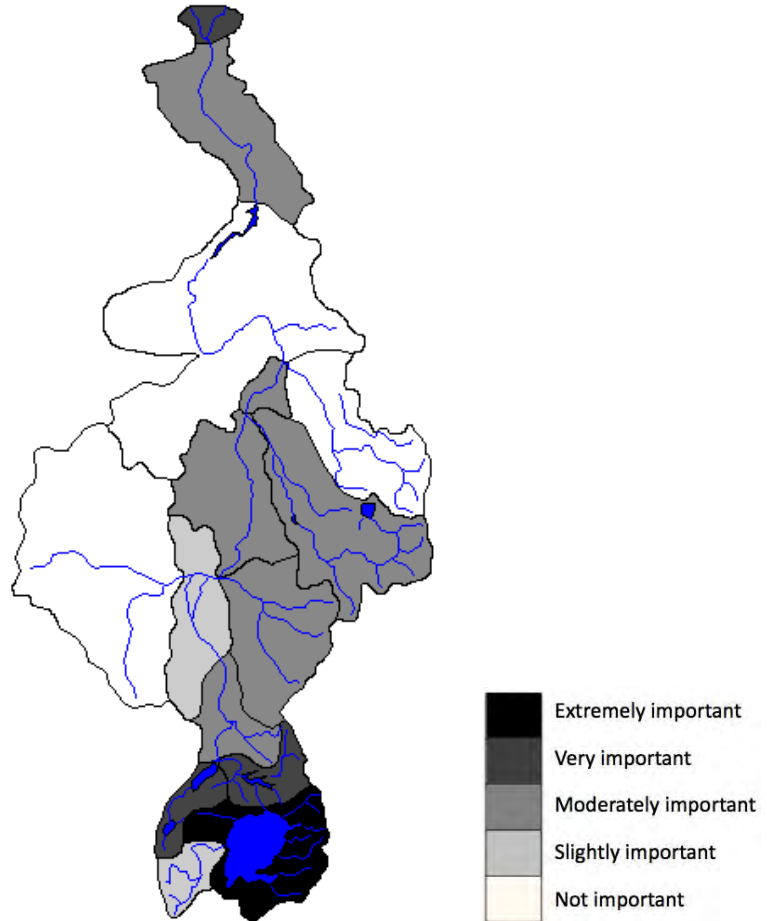 Extremely important
Very important
Moderately important
Slightly important
Not important